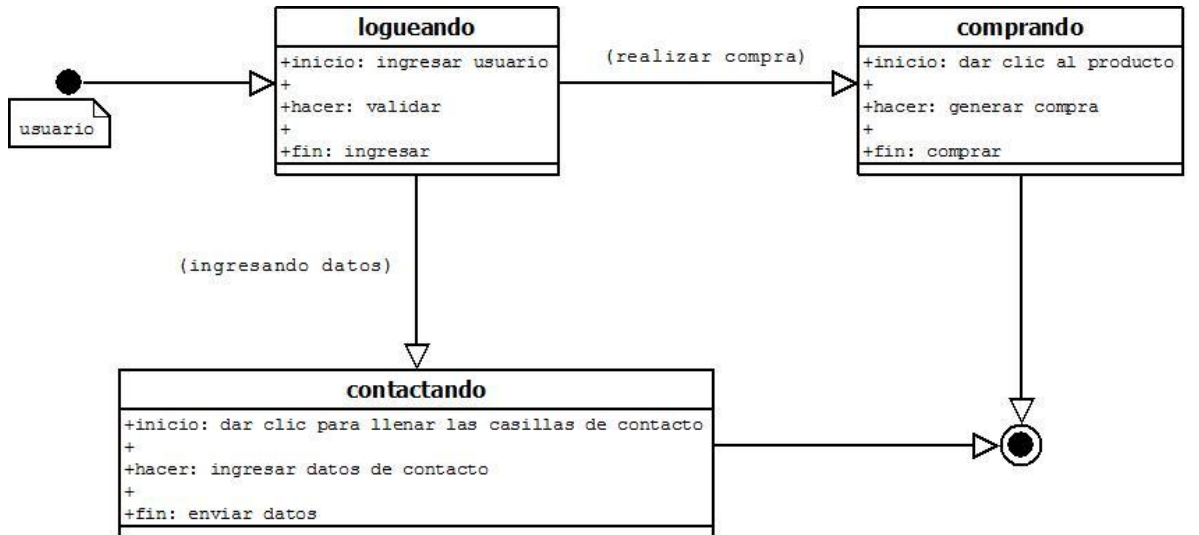 usuario
logueando
+inicio: ingresar usuario
+
+hacer: validar
+
+fin: ingresar
(realizar compra)
comprando
+inicio: dar clic al producto
+
+hacer: generar compra
+
+fin: comprar
(ingresando datos)
contactando
+inicio: dar clic para llenar las casillas de contacto
+
+hacer: ingresar datos de contacto
+
+fin: enviar datos